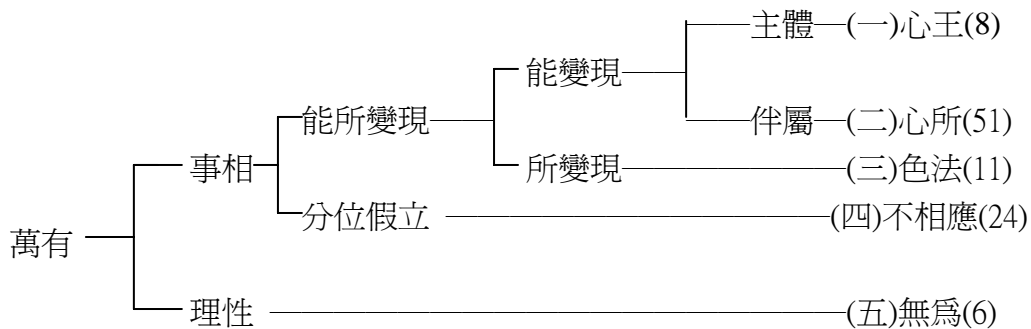 主體 (一)心王(8)
能變現
能所變現 伴屬 (二)心所(51)
事相 所變現 (三)色法(11)
分位假立 (四)不相應(24)
萬有
理性 (五)無爲(6)